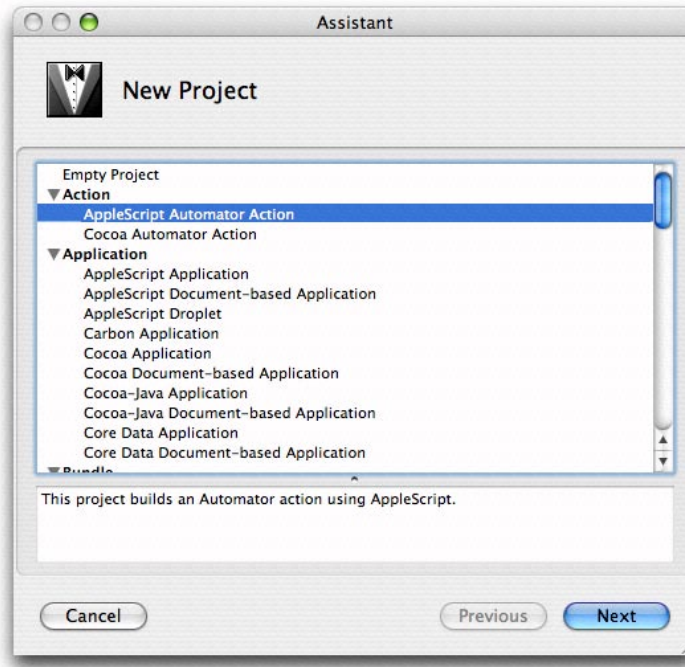 Assistant
New Project
Empty Project
Action
AppleScript Automator Action
Cocoa Automator Action
Application
AppleScript Application
AppleScript Document-based Application
AppleScript Droplet
Carbon Application
Cocoa Application
Cocoa Document-based Application
Cocoa-Java Application
Cocoa-Java Document-based Application
Core Data Application
Core Data Document-based Application
Bundle
This project builds an Automator action using AppleScript.
Cancel
Previous
Next